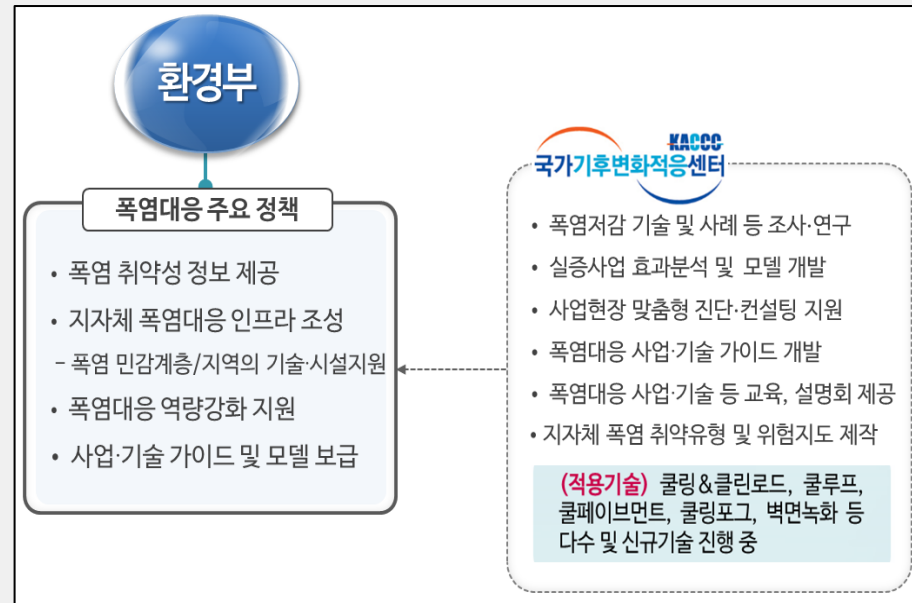 환경부
폭염대응 주요 정책
• 폭염 취약성 정보 제공
• 지자체 폭염대응 인프라 조성
- 폭염 민감계층/지역의 기술·시설지원
• 폭염대응 역량강화 지원
• 사업·기술 가이드 및 모델 보급
KACCC
국가기후변화적응센터
• 폭염저감 기술 및 사례 등 조사·연구
• 실증사업 효과분석 및 모델 개발
• 사업현장 맞춤형 진단·컨설팅 지원
• 폭염대응 사업·기술 가이드 개발
• 폭염대응 사업·기술 등 교육, 설명회 제공
• 지자체 폭염 취약유형 및 위험지도 제작
(적용기술) 쿨링&클린로드, 쿨루프,
쿨페이브먼트, 쿨링포그, 벽면녹화 등
다수 및 신규기술 진행 중